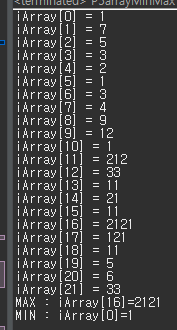 <terminated> P5arrayMinMax
iArray[0] = 1
iArray[1] = 7
iArray[2] = 5
iArray[3] = 3
iArray[4] = 2
iArray[5] = 1
iArray[6] = 3
iArray[7] = 4
iArray[8] = 9
iArray[9] = 12
iArray[10] = 1
iArray[11] = 212
iArray[12] = 33
iArray[13] = 11
iArray[14] = 21
iArray[15] = 11
iArray[16] = 2121
iArray[17] = 121
iArray[18] = 11
iArray[19] = 5
iArray[20] = 6
iArray[21] = 33
MAX : iArray[16]=2121
MIN : iArray[0]=1